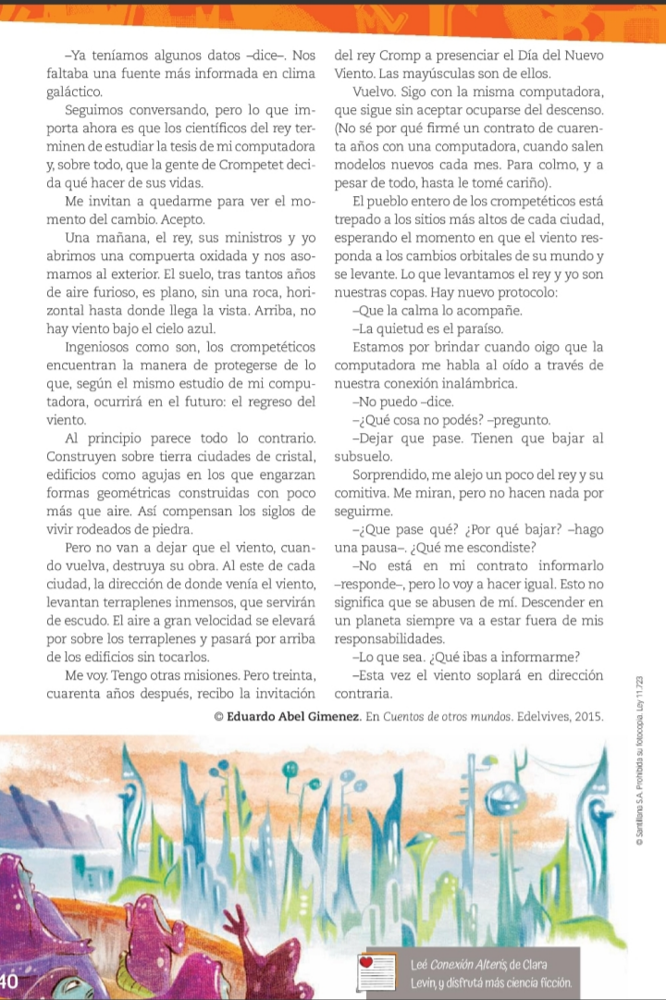 –Ya teníamos algunos datos –dice–. Nos
faltaba una fuente más informada en clima
galáctico.
Seguimos conversando, pero lo que im-
porta ahora es que los científicos del rey ter-
minen de estudiar la tesis de mi computadora
y, sobre todo, que la gente de Crompetet deci-
da qué hacer de sus vidas.
Me invitan a quedarme para ver el mo-
mento del cambio. Acepto.
Una mañana, el rey, sus ministros y yo
abrimos una compuerta oxidada y nos aso-
mamos al exterior. El suelo, tras tantos años
de aire furioso, es plano, sin una roca, hori-
zontal hasta donde llega la vista. Arriba, no
hay viento bajo el cielo azul.
Ingeniosos como son, los crompetéticos
encuentran la manera de protegerse de lo
que, según el mismo estudio de mi compu-
tadora, ocurrirá en el futuro: el regreso del
viento.
Al principio parece todo lo contrario.
Construyen sobre tierra ciudades de cristal,
edificios como agujas en los que engarzan
formas geométricas construidas con poco
más que aire. Así compensan los siglos de
vivir rodeados de piedra.
Pero no van a dejar que el viento, cuan-
do vuelva, destruya su obra. Al este de cada
ciudad, la dirección de donde venía el viento,
levantan terraplenes inmensos, que servirán
de escudo. El aire a gran velocidad se elevará
por sobre los terraplenes y pasará por arriba
de los edificios sin tocarlos.
Me voy. Tengo otras misiones. Pero treinta,
cuarenta años después, recibo la invitación
del rey Cromp a presenciar el Día del Nuevo
Viento. Las mayúsculas son de ellos.
Vuelvo. Sigo con la misma computadora,
que sigue sin aceptar ocuparse del descenso.
(No sé por qué firmé un contrato de cuaren-
ta años con una computadora, cuando salen
modelos nuevos cada mes. Para colmo, y a
pesar de todo, hasta le tomé cariño).
El pueblo entero de los crompetéticos está
trepado a los sitios más altos de cada ciudad,
esperando el momento en que el viento res-
ponda a los cambios orbitales de su mundo y
se levante. Lo que levantamos el rey y yo son
nuestras copas. Hay nuevo protocolo:
–Que la calma lo acompañe.
–La quietud es el paraíso.
Estamos por brindar cuando oigo que la
computadora me habla al oído a través de
nuestra conexión inalámbrica.
–No puedo –dice.
–¿Qué cosa no podés? –pregunto.
–Dejar que pase. Tienen que bajar al
subsuelo.
Sorprendido, me alejo un poco del rey y su
comitiva. Me miran, pero no hacen nada por
seguirme.
–¿Que pase qué? ¿Por qué bajar? –hago
una pausa–. ¿Qué me escondiste?
–No está en mi contrato informarlo
–responde–, pero lo voy a hacer igual. Esto no
significa que se abusen de mí. Descender en
un planeta siempre va a estar fuera de mis
responsabilidades.
–Lo que sea. ¿Qué ibas a informarme?
–Esta vez el viento soplará en dirección
contraria.
© Eduardo Abel Gimenez. En Cuentos de otros mundos. Edelvives, 2015.
© Santillana S.A. Prohibida su fotocopia. Ley 11.723
Leé Conexión Alteris, de Clara
Levin, y disfrutá más ciencia ficción.
40